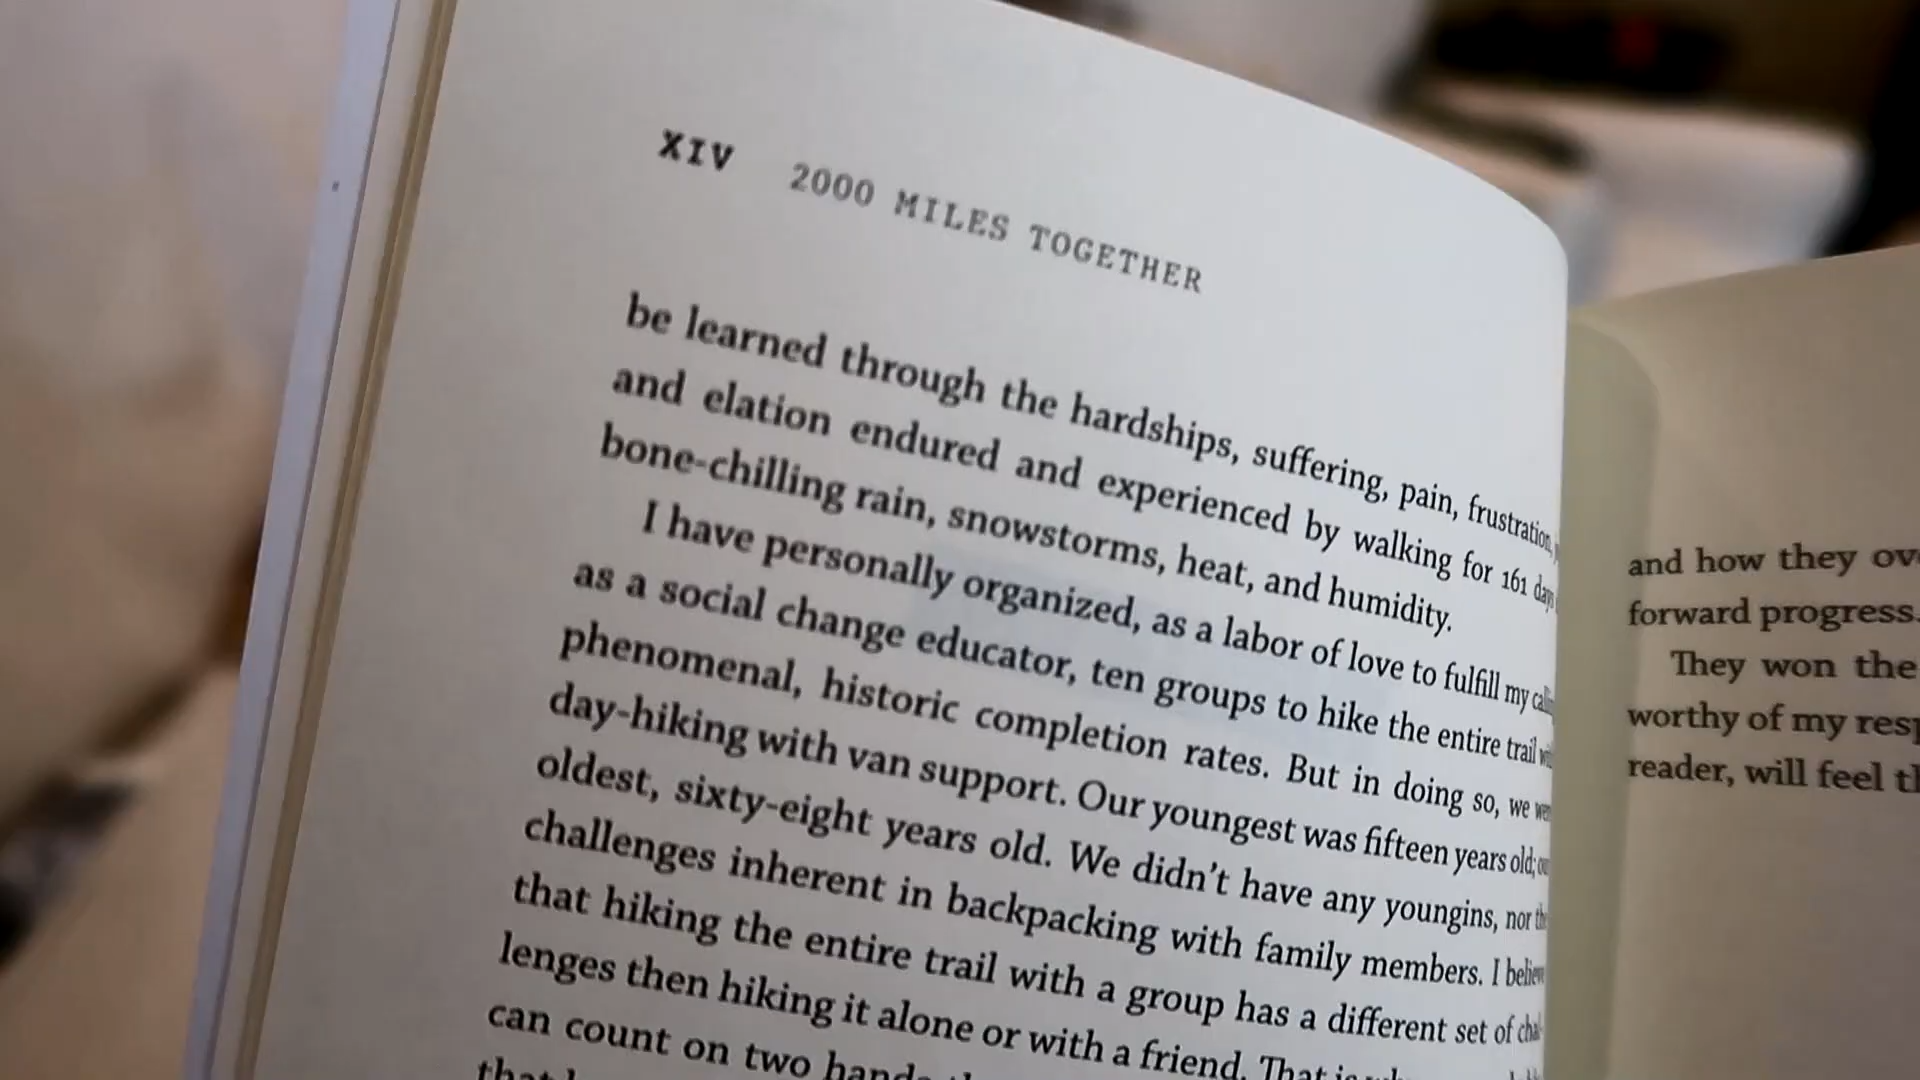 XIV 2000 MILES TOGETHER
be learned through the hardships, suffering, pain, frustration,
and elation endured and experienced by walking for 161 days
bone-chilling rain, snowstorms, heat, and humidity.
I have personally organized, as a labor of love to fulfill my
as a social change educator, ten groups to hike the entire trail
phenomenal, historic completion rates. But in doing so, we
day-hiking with van support. Our youngest was fifteen years old;
oldest, sixty-eight years old. We didn't have any youngins, nor
challenges inherent in backpacking with family members. I believe
that hiking the entire trail with a group has a different set of
lenges then hiking it alone or with a friend. That is
can count on two hands
that
and how they
forward progress.
They won the
worthy of my
reader, will feel